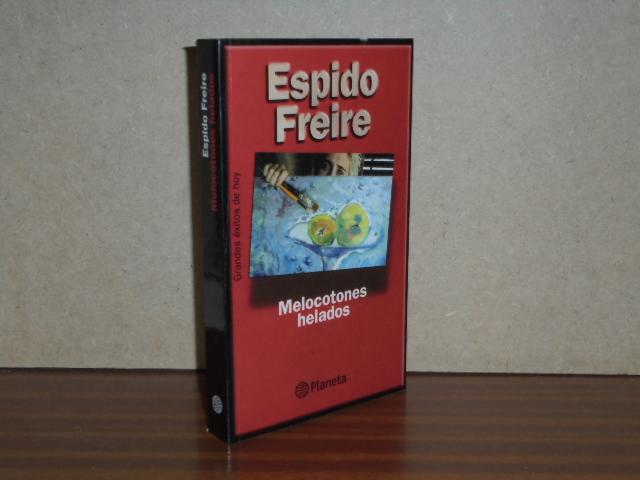 Espido Freire
Melocotones helados
Grandes éxitos de hoy
Espido
Freire
Melocotones
helados
Planeta